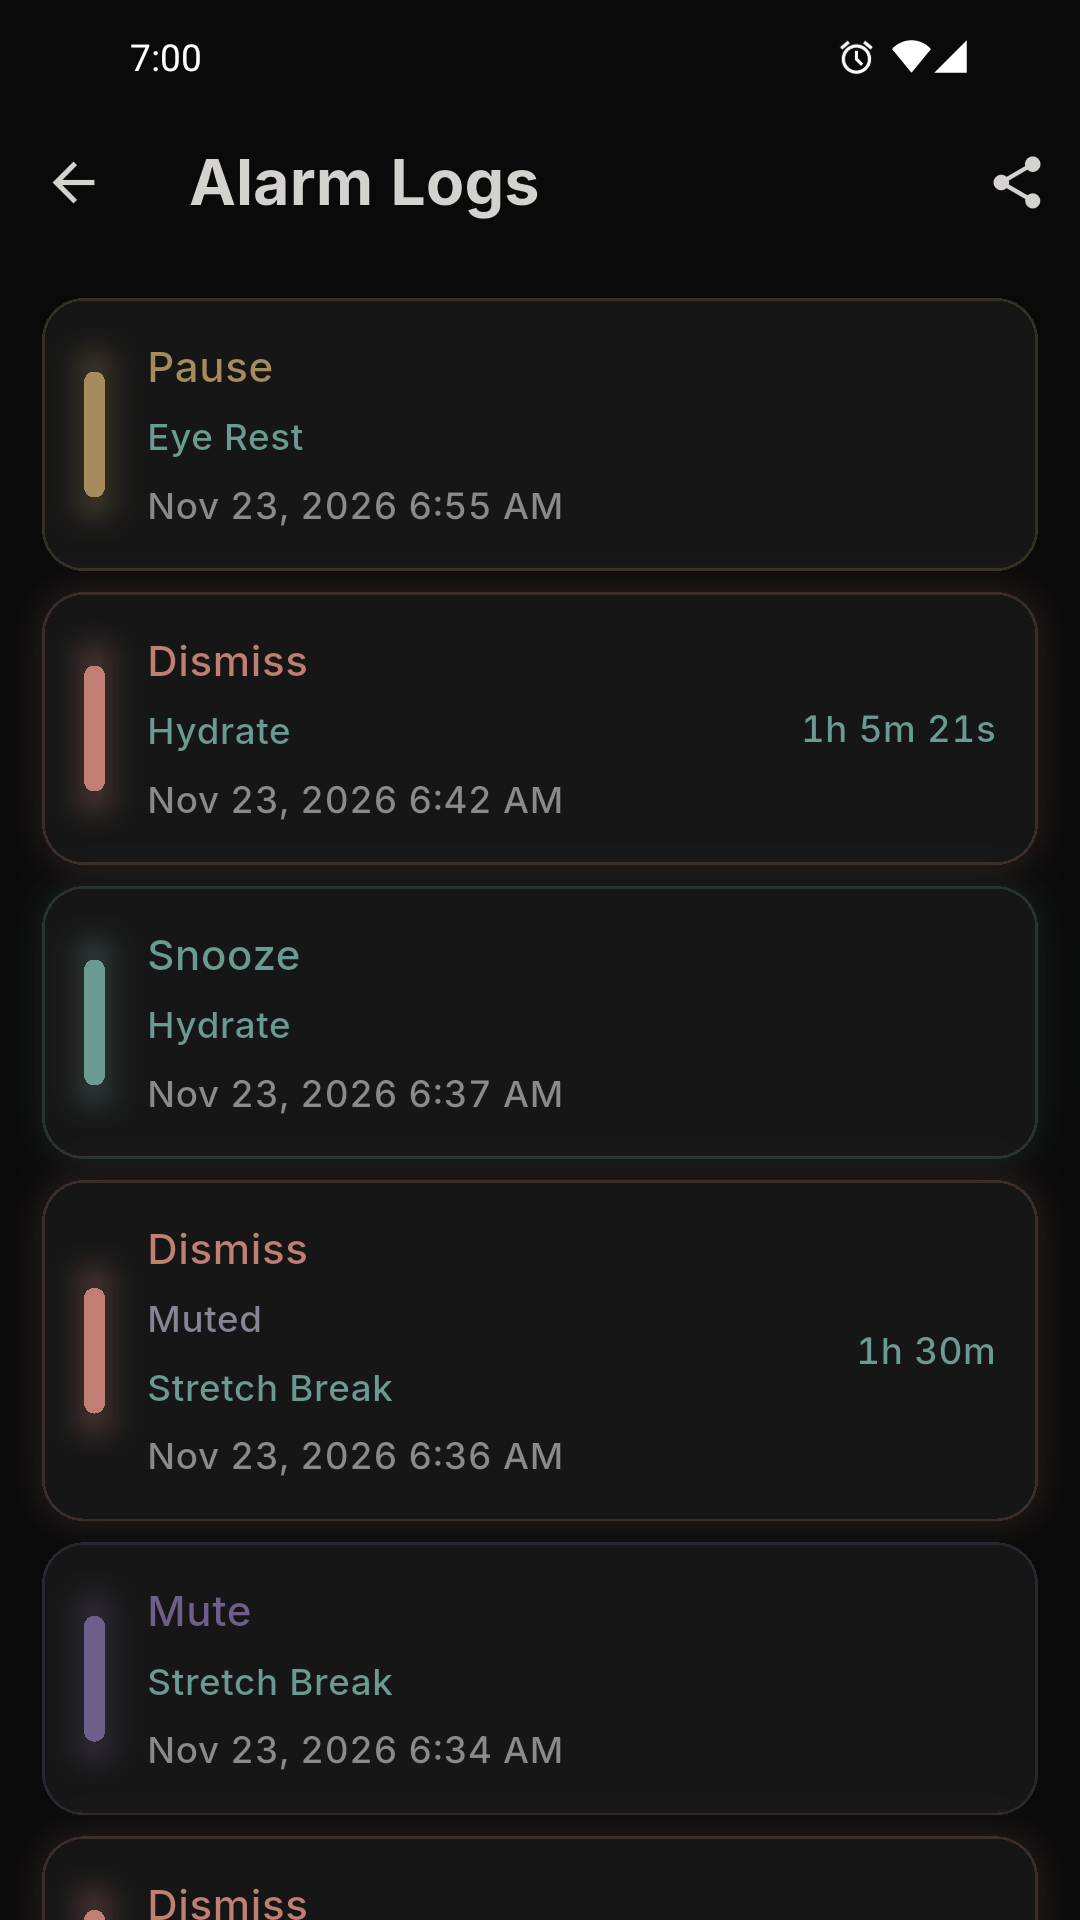 7:00
Alarm Logs
Pause
Eye Rest
Nov 23, 2026 6:55 AM
Dismiss
Hydrate
1h 5m 21s
Nov 23, 2026 6:42 AM
Snooze
Hydrate
Nov 23, 2026 6:37 AM
Dismiss
Muted
1h 30m
Stretch Break
Nov 23, 2026 6:36 AM
Mute
Stretch Break
Nov 23, 2026 6:34 AM
Dismiss